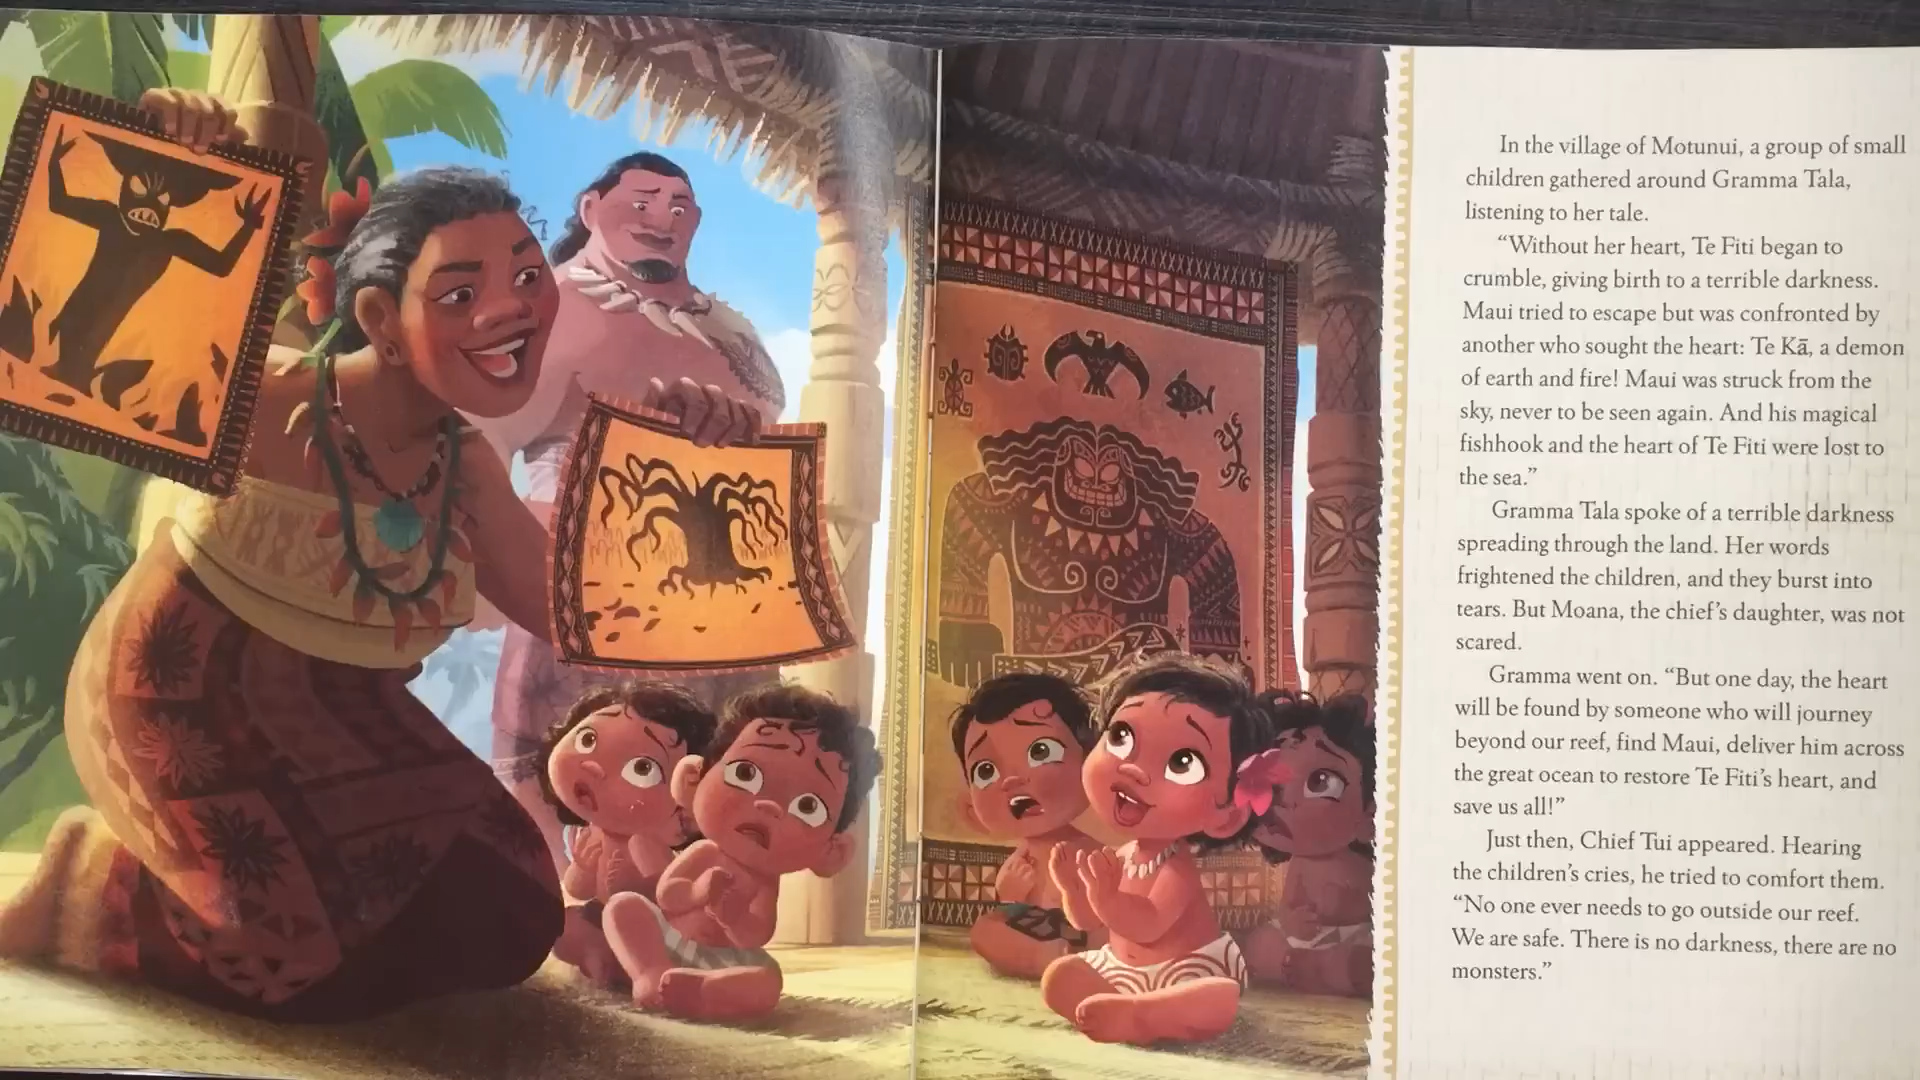 In the village of Motunui, a group of small
children gathered around Gramma Tala,
listening to her tale.
“Without her heart, Te Fiti began to
crumble, giving birth to a terrible darkness.
Maui tried to escape but was confronted by
another who sought the heart: Te Kā, a demon
of earth and fire! Maui was struck from the
sky, never to be seen again. And his magical
fishhook and the heart of Te Fiti were lost to
the sea.”
Gramma Tala spoke of a terrible darkness
spreading through the land. Her words
frightened the children, and they burst into
tears. But Moana, the chief’s daughter, was not
scared.
Gramma went on. “But one day, the heart
will be found by someone who will journey
beyond our reef, find Maui, deliver him across
the great ocean to restore Te Fiti’s heart, and
save us all!”
Just then, Chief Tui appeared. Hearing
the children’s cries, he tried to comfort them.
“No one ever needs to go outside our reef.
We are safe. There is no darkness, there are no
monsters.”